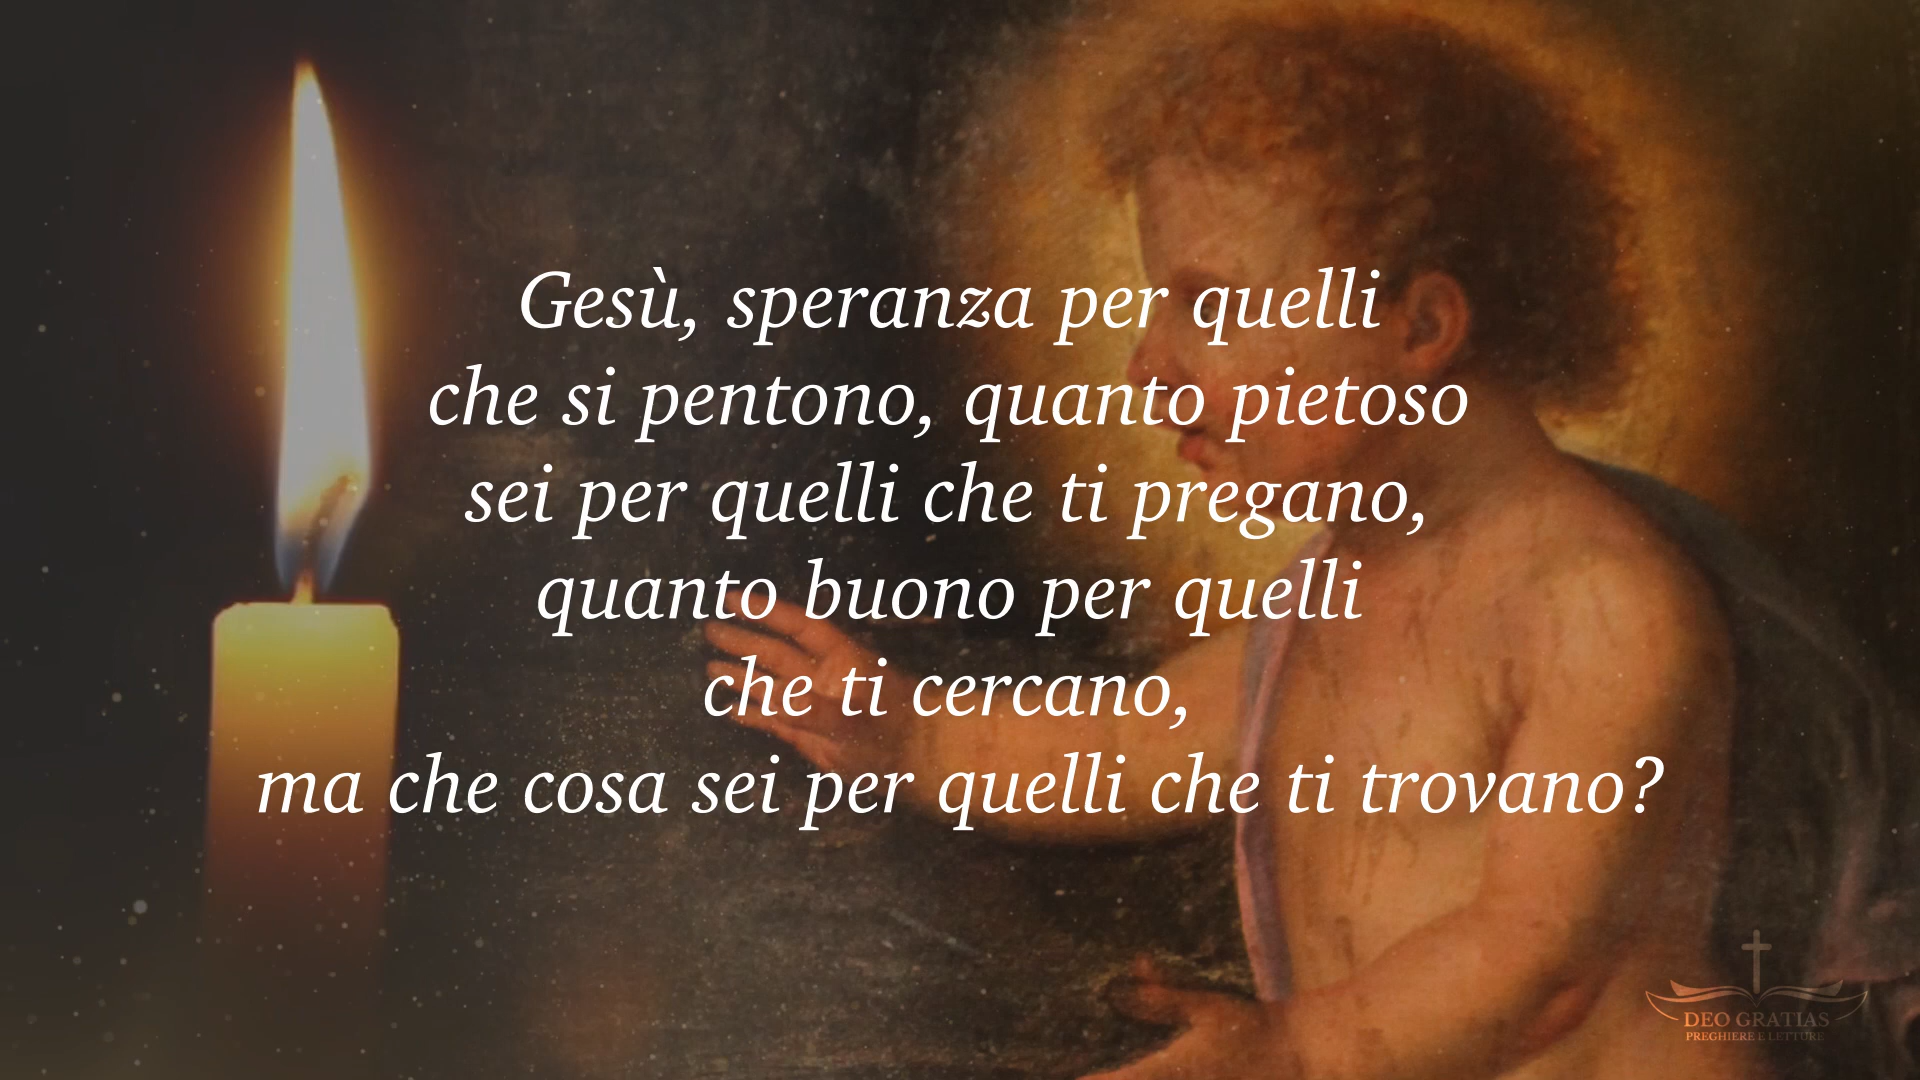 Gesù, speranza per quelli
che si pentono, quanto pietoso
sei per quelli che ti pregano,
quanto buono per quelli
che ti cercano,
ma che cosa sei per quelli che ti trovano?
DEO GRATIAS
PREGHIERE E LETTURE